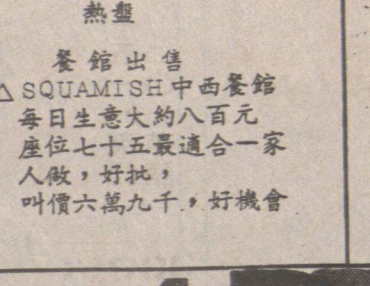 熱盤
餐館出售
△SQUAMISH中西餐館
每日生意大約八百元
座位七十五最適合一家
人做，好批，
叫價六萬九千，好機會